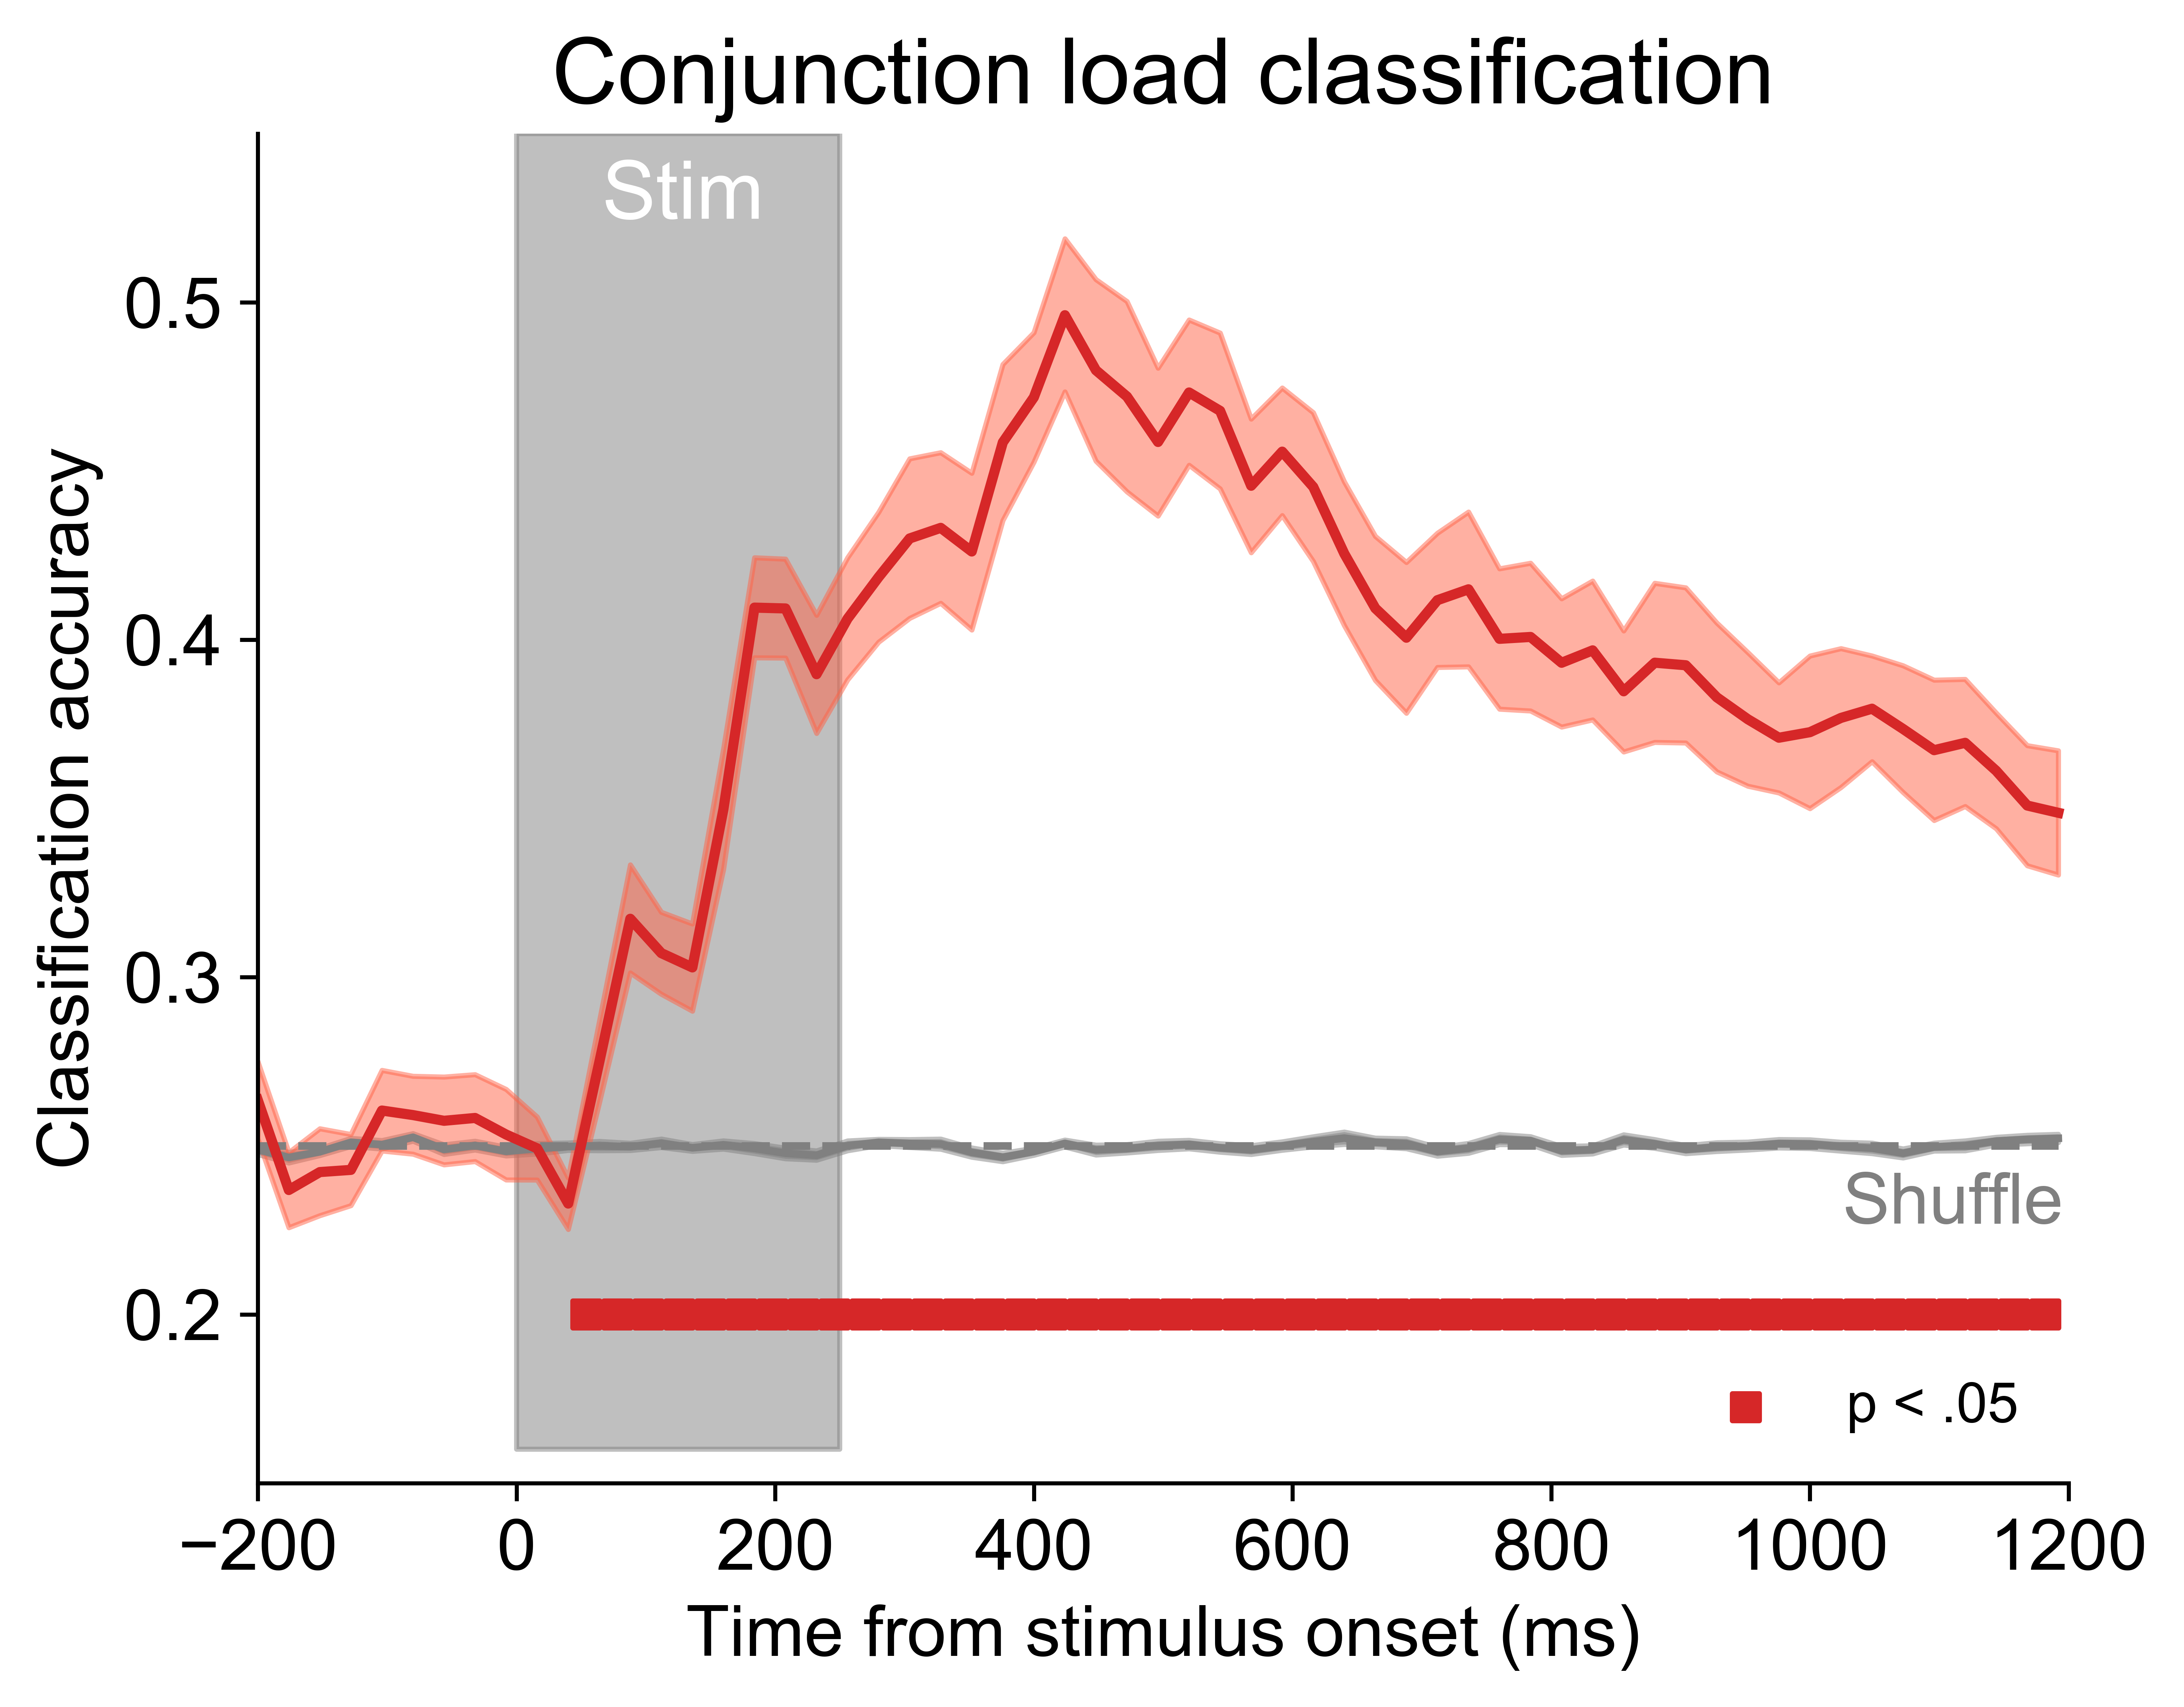 Conjunction load classification
Stim
0.5
0.4
0.3
0.2
Classification accuracy
Shuffle
p < .05
−200 0 200 400 600 800 1000 1200
Time from stimulus onset (ms)